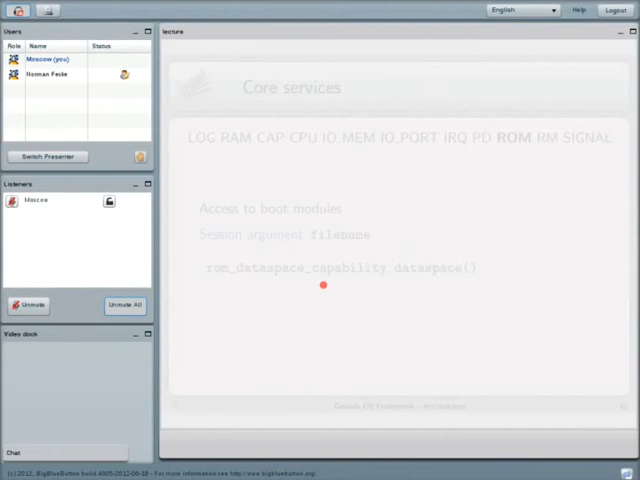 English
Help
Logout
Users
Role Name Status
Moscow (you)
Norman Feske
Switch Presenter
Listeners
Moscow
Unmute
Unmute All
Video dock
Chat
lecture
Core services
LOG RAM CAP CPU IO_MEM IO_PORT IRQ PD ROM RM SIGNAL
Access to boot modules
Session argument filename
rom_dataspace_capability dataspace()
Genode OS Framework - Architecture
(c) 2012. BigBlueButton build 4005-2012-06-18 - For more information see http://www.bigbluebutton.org/